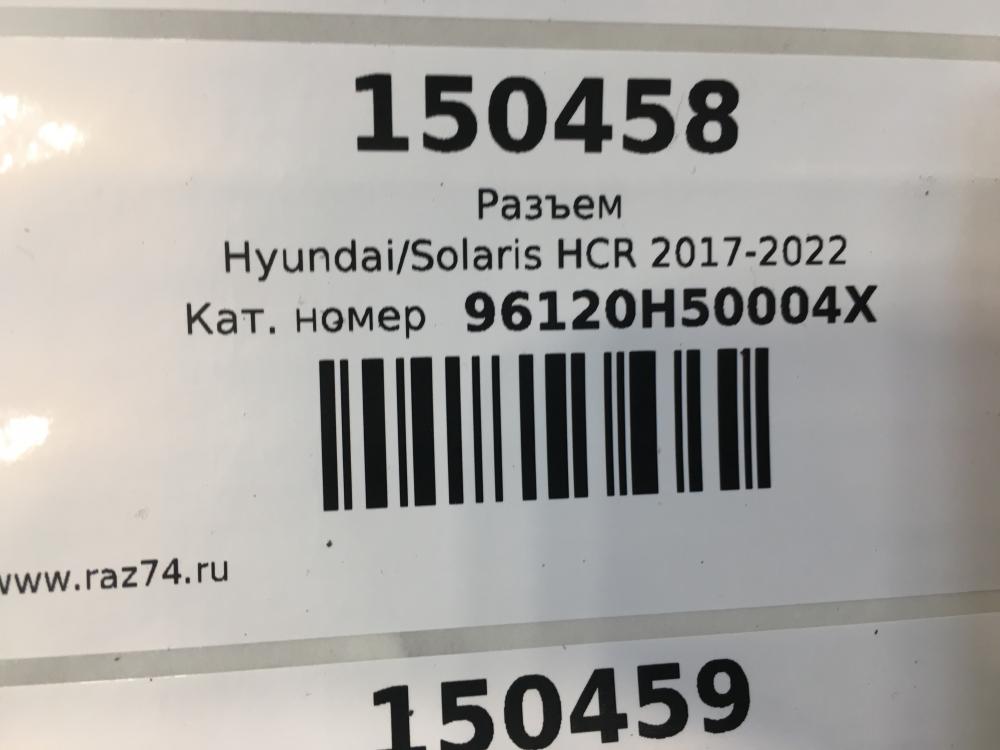 150458
Разъем
Hyundai/Solaris HCR 2017-2022
Кат. номер 96120H50004X
www.raz74.ru
150459